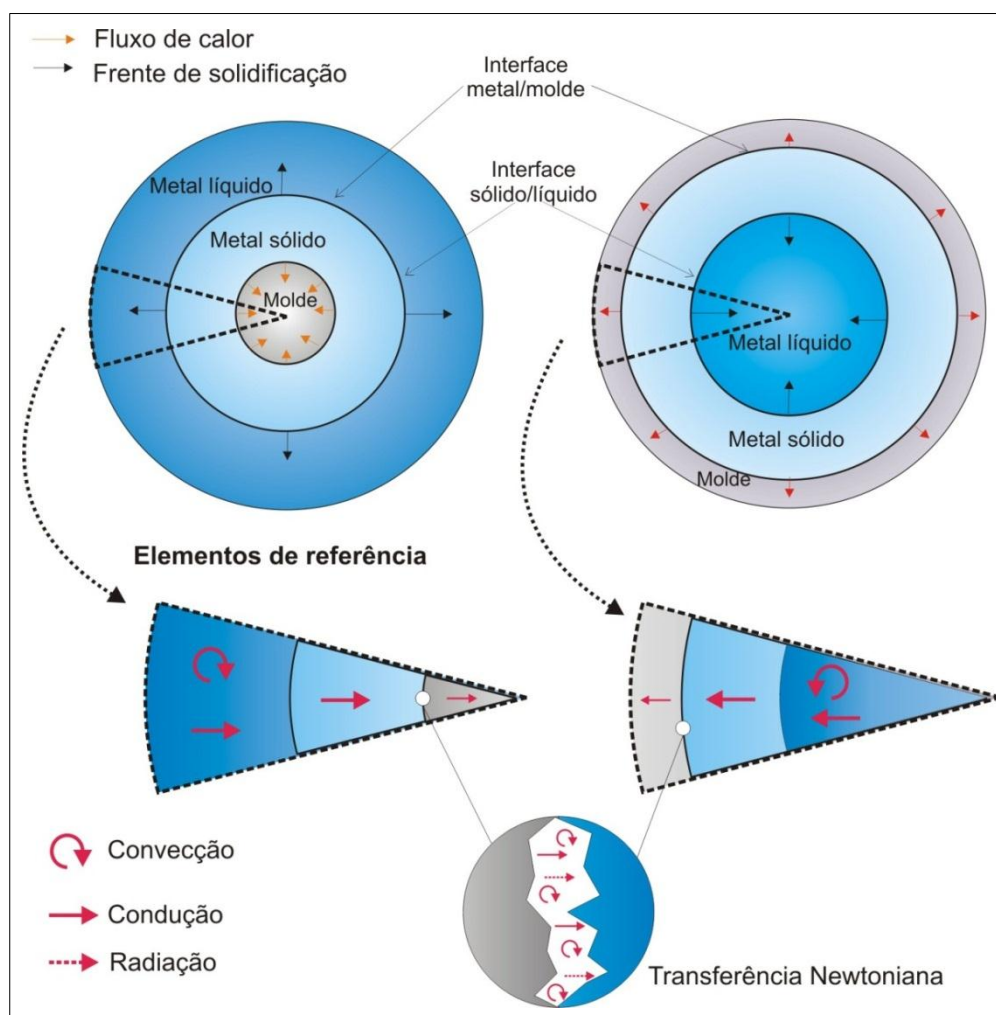 Fluxo de calor
Frente de solidificação
Interface
metal/molde
Interface
sólido/líquido
Metal líquido
Metal sólido
Molde
Metal líquido
Metal sólido
Molde
Elementos de referência
Convecção
Condução
Radiação
Transferência Newtoniana